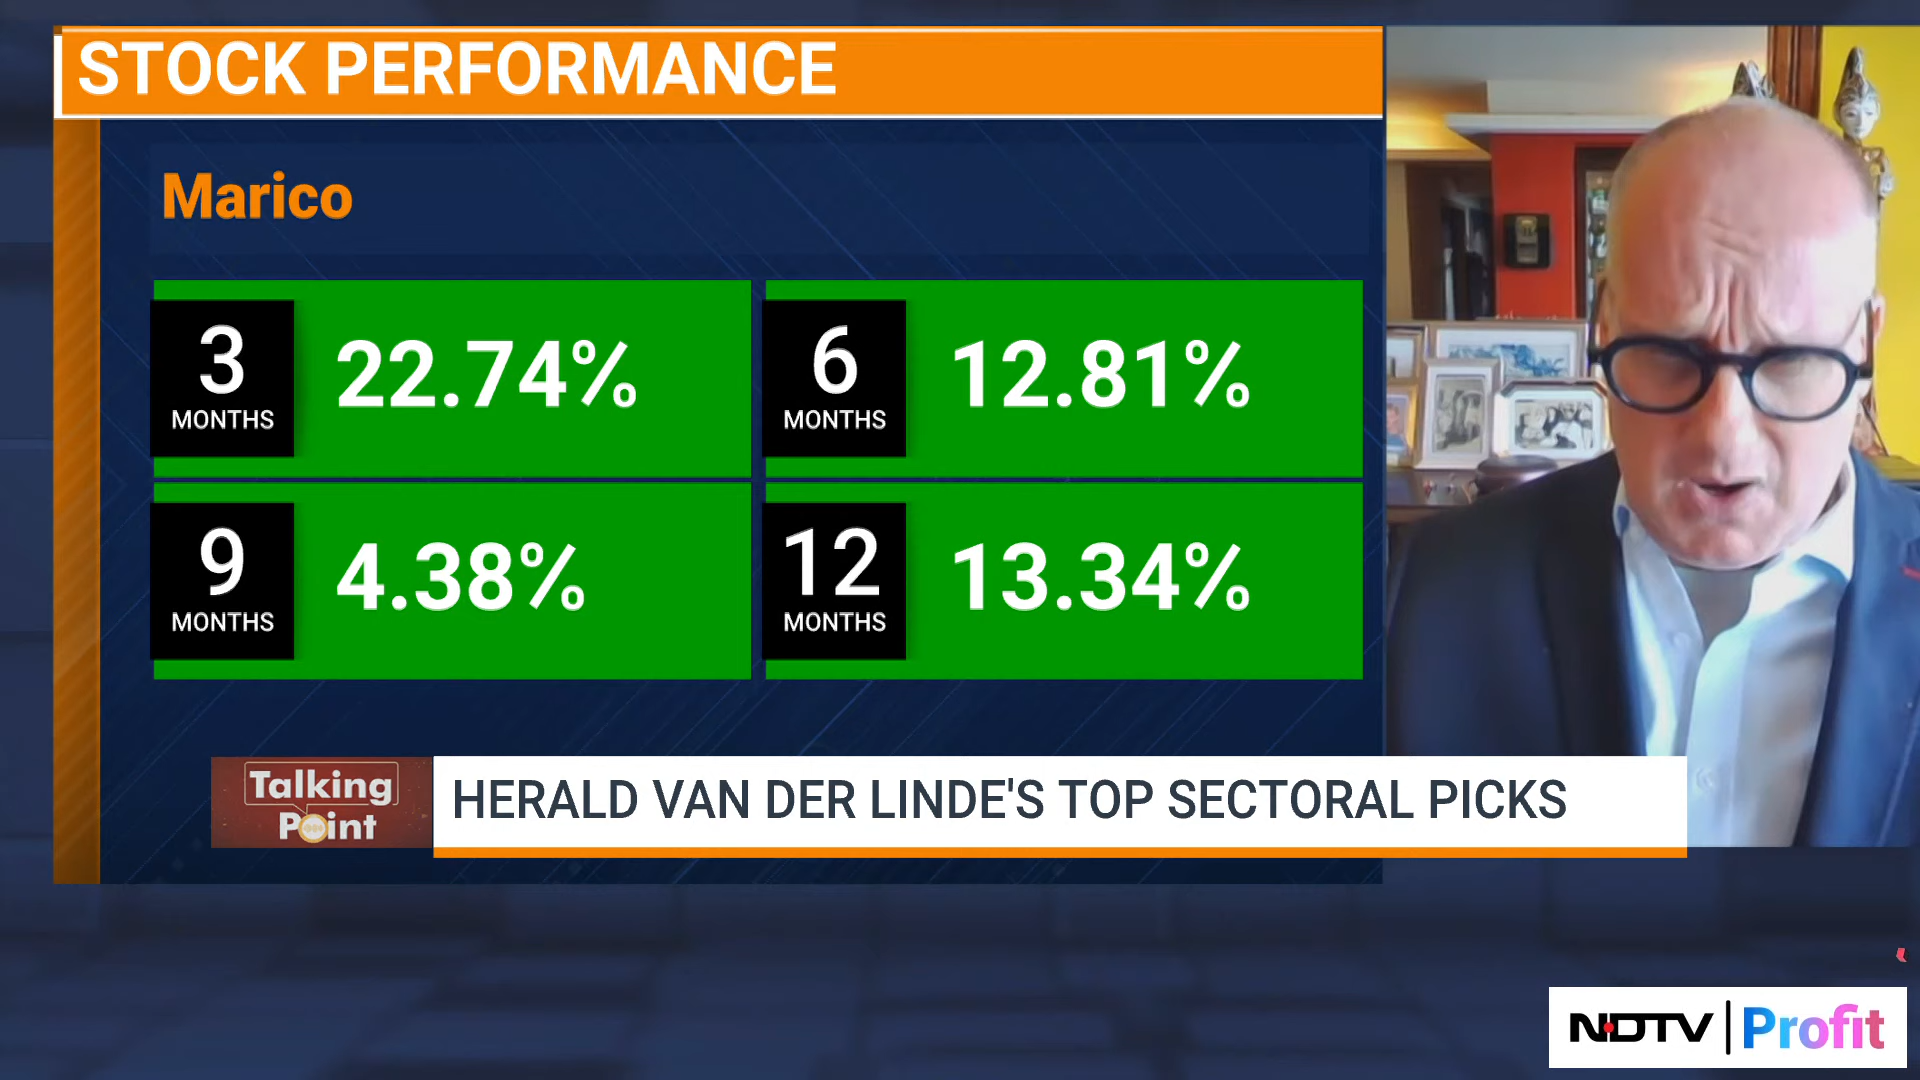 STOCK PERFORMANCE
Marico
3
MONTHS
22.74%
6
MONTHS
12.81%
9
MONTHS
4.38%
12
MONTHS
13.34%
Talking
Point
HERALD VAN DER LINDE'S TOP SECTORAL PICKS
NDTV Profit